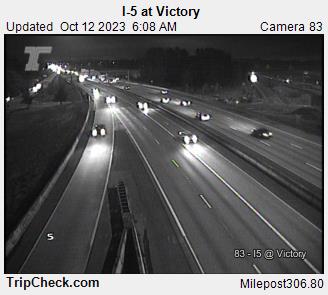 I-5 at Victory
Updated Oct 12 2023 6:08 AM Camera 83
S
83 - I5 @ Victory
TripCheck.com Milepost306.80